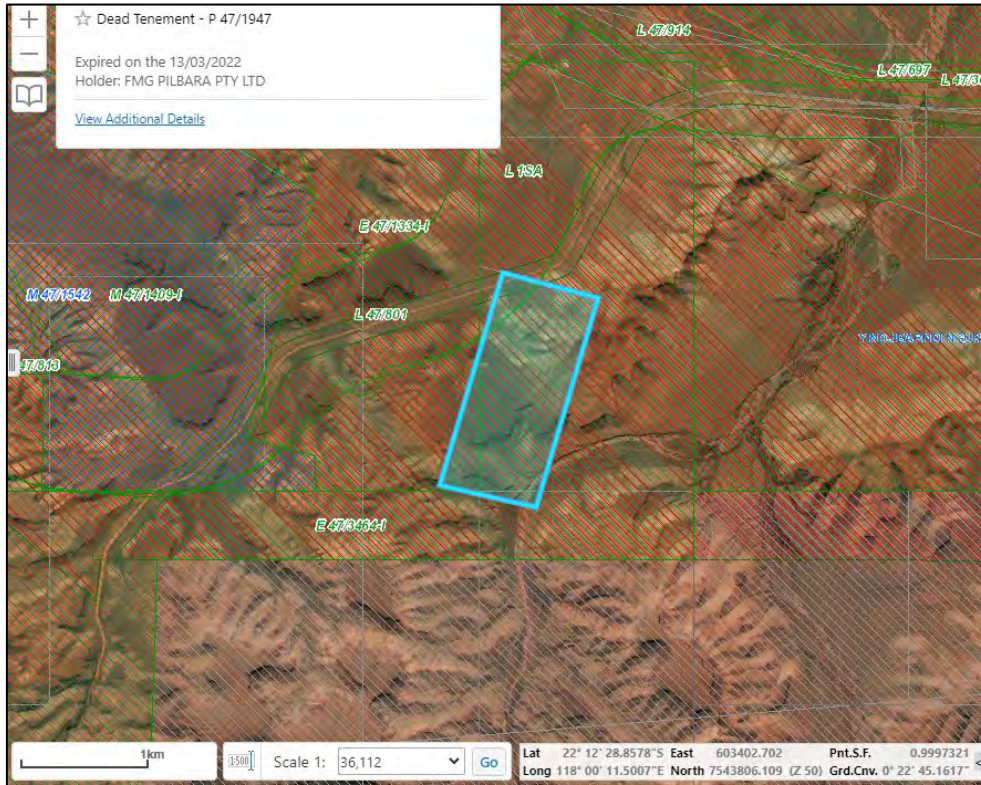 ☆ Dead Tenement - P 47/1947
Expired on the 13/03/2022
Holder: FMG PILBARA PTY LTD
View Additional Details
L 47/914
L 47/697
L 1SA
E 47/1334-I
M 47/1542
M 47/1409-I
L 47/801
47/813
E 47/3464-I
1km
1:500
Scale 1:
36,112
Go
Lat 22° 12' 28.8578"S East 603402.702 Pnt.S.F. 0.9997321
Long 118° 00' 11.5007"E North 7543806.109 (Z 50) Grd.Cnv. 0° 22' 45.1617"